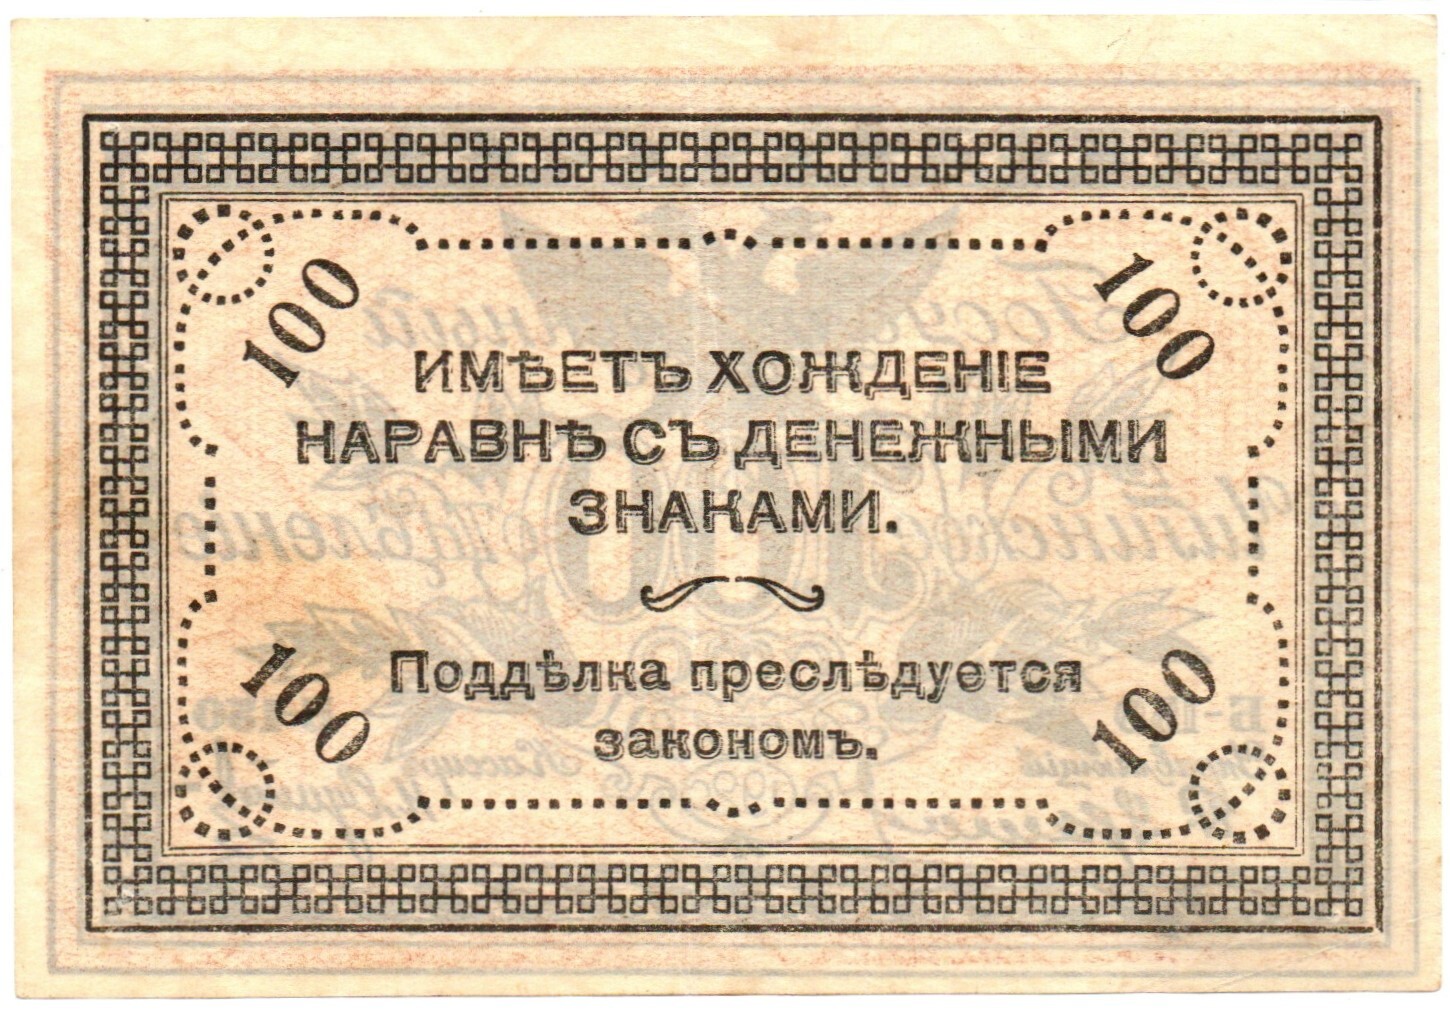 100 100
ИМѢЕТЪ ХОЖДЕНІЕ
НАРАВНѢ СЪ ДЕНЕЖНЫМИ
ЗНАКАМИ.
Поддѣлка преслѣдуется
закономъ.
100 100